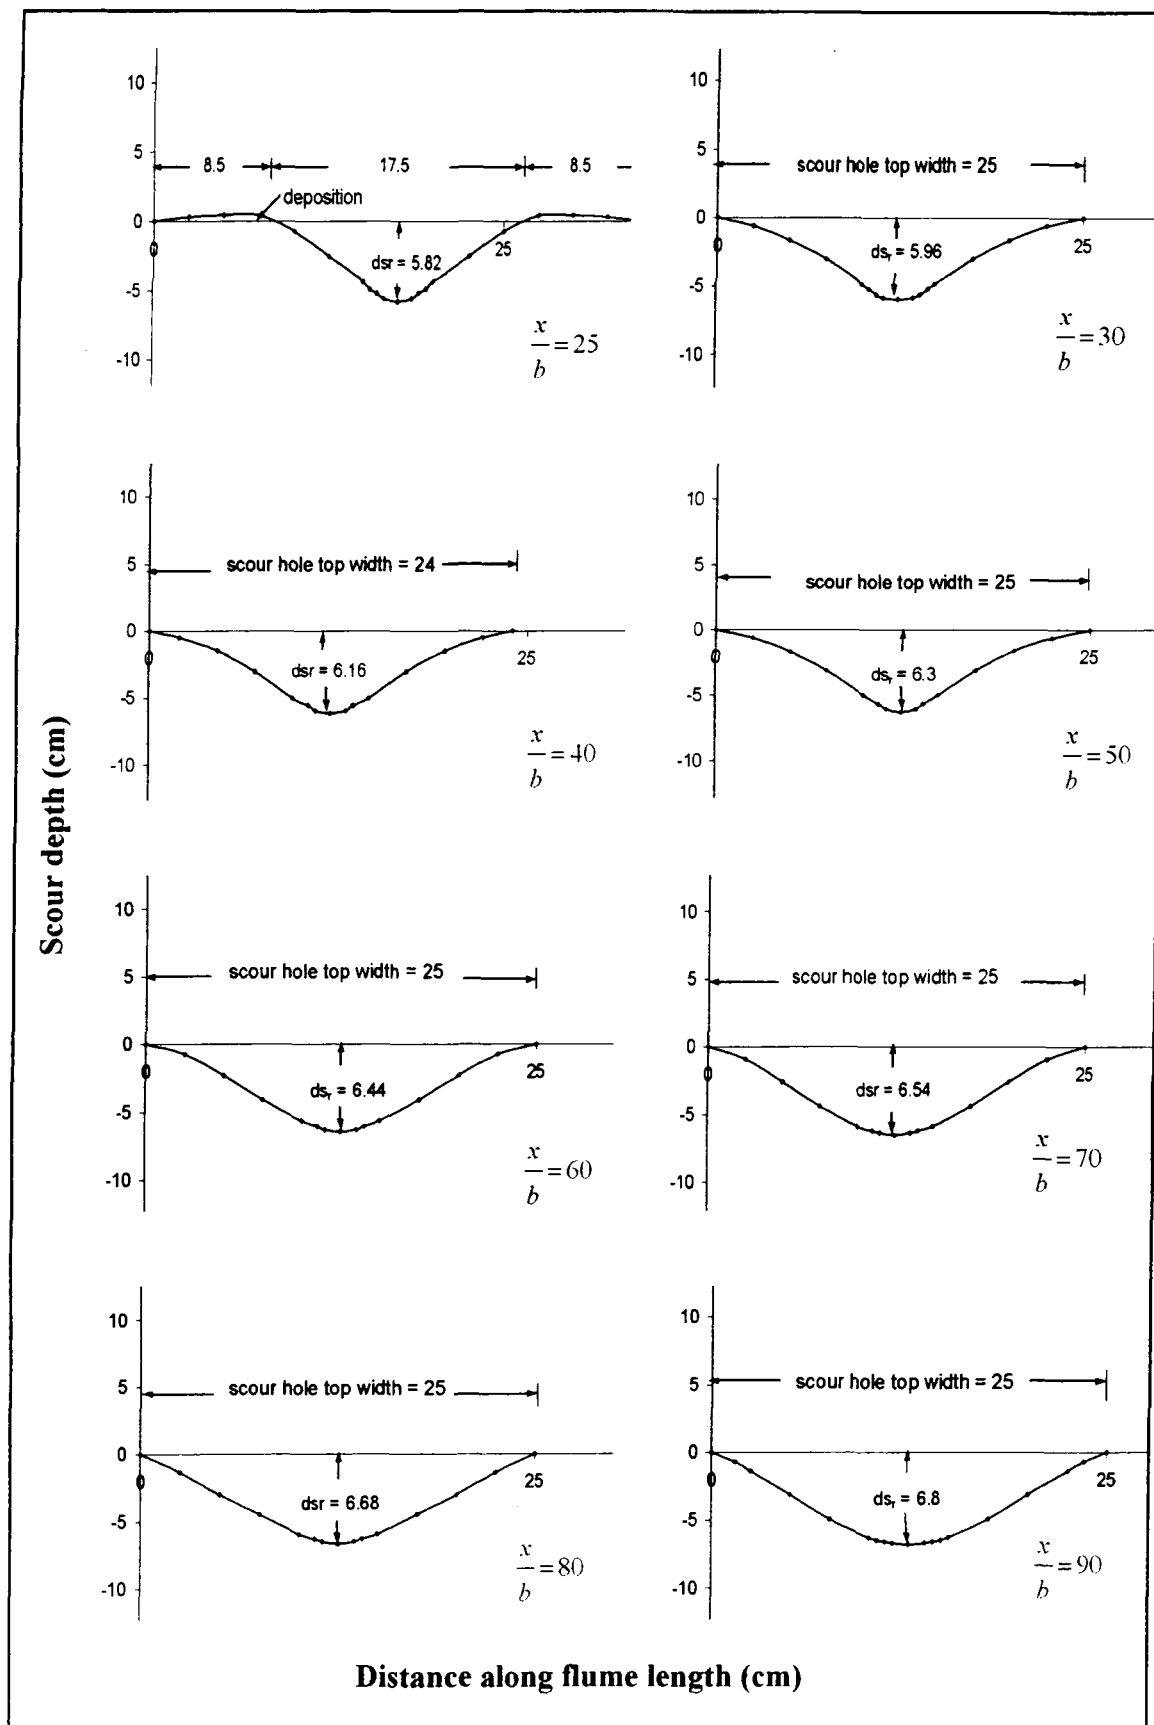 10
5
8.5
17.5
8.5
deposition
0
0
25
dsr = 5.82
-5
-10
x/b=25
10
5
scour hole top width = 25
0
0
25
dsᵣ = 5.96
-5
-10
x/b=30
10
5
scour hole top width = 24
0
0
25
dsr = 6.16
-5
-10
x/b=40
10
5
scour hole top width = 25
0
0
25
dsᵣ = 6.3
-5
-10
x/b=50
Scour depth (cm)
10
5
scour hole top width = 25
0
0
25
dsᵣ = 6.44
-5
-10
x/b=60
10
5
scour hole top width = 25
0
0
25
dsr = 6.54
-5
-10
x/b=70
10
5
scour hole top width = 25
0
0
25
dsr = 6.68
-5
-10
x/b=80
10
5
scour hole top width = 25
0
0
25
dsᵣ = 6.8
-5
-10
x/b=90
Distance along flume length (cm)